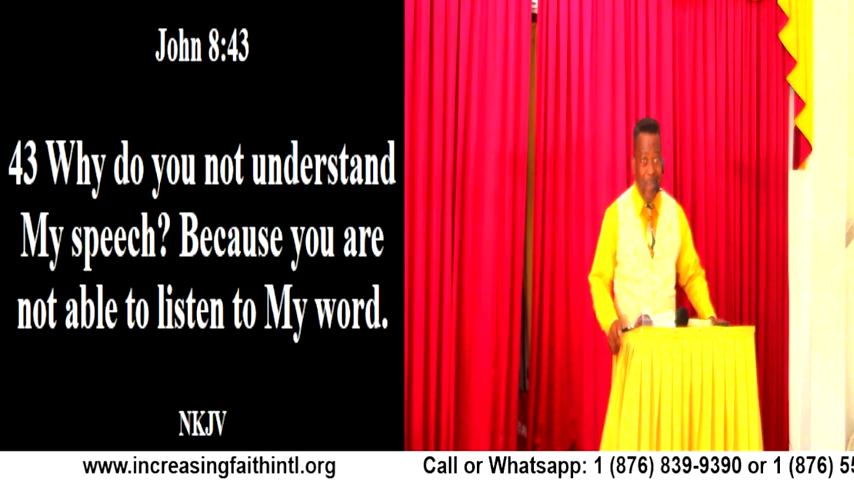 John 8:43
43 Why do you not understand
My speech? Because you are
not able to listen to My word.
NKJV
www.increasingfaithintl.org
Call or Whatsapp: 1 (876) 839-9390 or 1 (876)